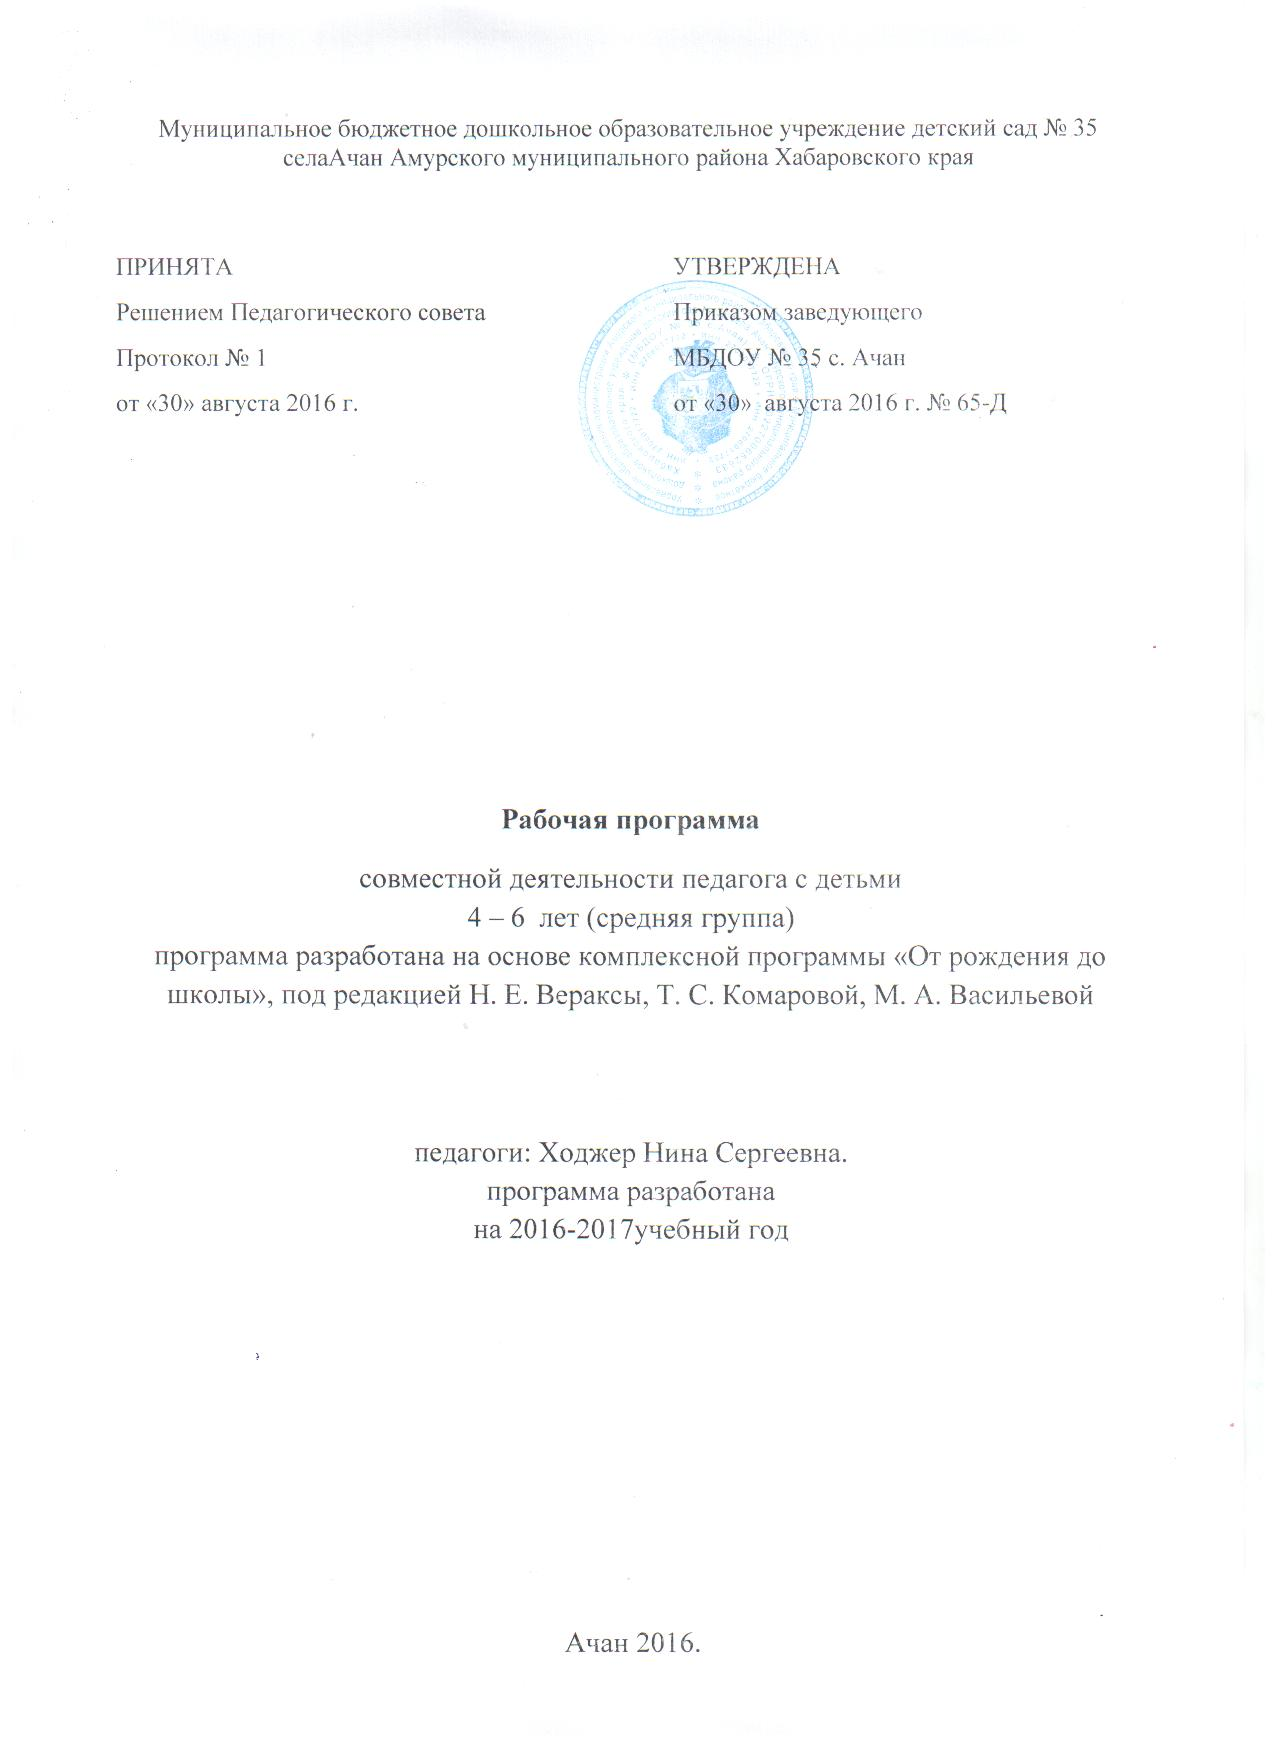 Муниципальное бюджетное дошкольное образовательное учреждение детский сад № 35
селаАчан Амурского муниципального района Хабаровского края
ПРИНЯТА
Решением Педагогического совета
Протокол № 1
от «30» августа 2016 г.
УТВЕРЖДЕНА
Приказом заведующего
МБДОУ № 35 с. Ачан
от «30» августа 2016 г. № 65-Д
Рабочая программа
совместной деятельности педагога с детьми
4 – 6 лет (средняя группа)
программа разработана на основе комплексной программы «От рождения до
школы», под редакцией Н. Е. Вераксы, Т. С. Комаровой, М. А. Васильевой
педагоги: Ходжер Нина Сергеевна.
программа разработана
на 2016-2017учебный год
Ачан 2016.